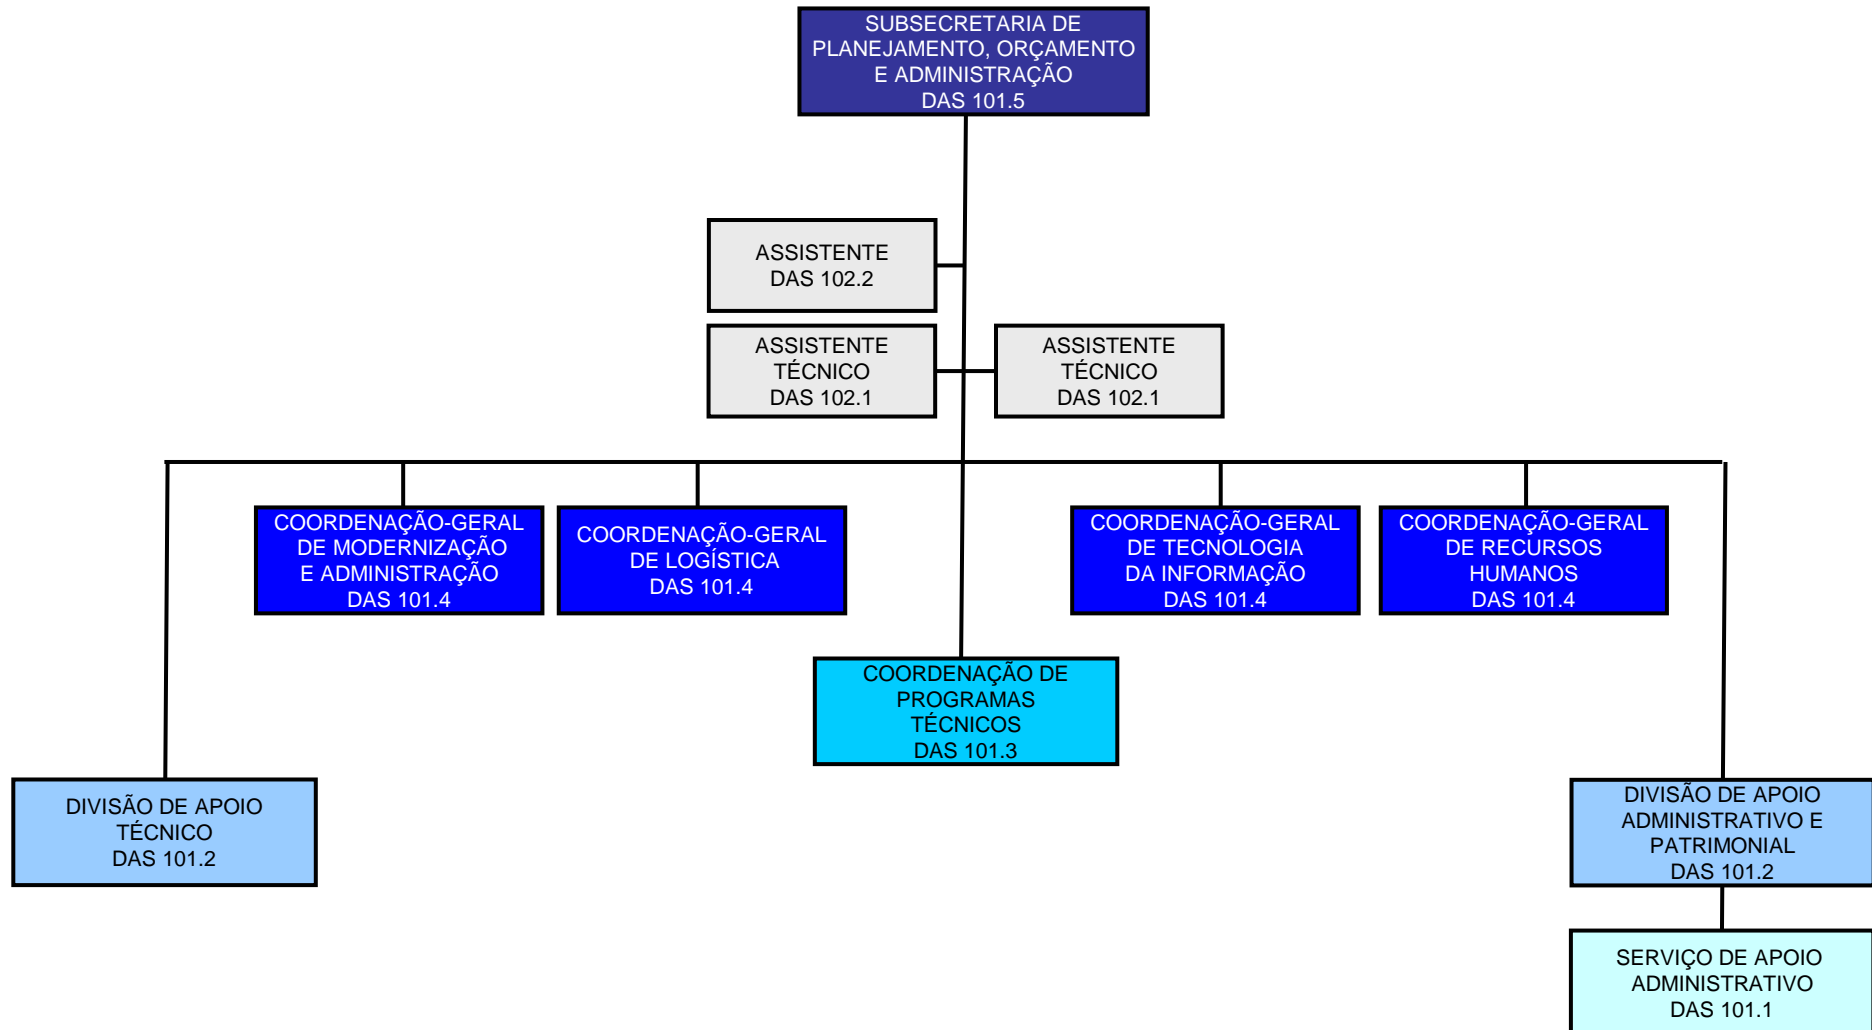 SUBSECRETARIA DE
PLANEJAMENTO, ORÇAMENTO
E ADMINISTRAÇÃO
DAS 101.5
ASSISTENTE
DAS 102.2
ASSISTENTE
TÉCNICO
DAS 102.1
ASSISTENTE
TÉCNICO
DAS 102.1
COORDENAÇÃO-GERAL
DE MODERNIZAÇÃO
E ADMINISTRAÇÃO
DAS 101.4
COORDENAÇÃO-GERAL
DE LOGÍSTICA
DAS 101.4
COORDENAÇÃO-GERAL
DE TECNOLOGIA
DA INFORMAÇÃO
DAS 101.4
COORDENAÇÃO-GERAL
DE RECURSOS
HUMANOS
DAS 101.4
COORDENAÇÃO DE
PROGRAMAS
TÉCNICOS
DAS 101.3
DIVISÃO DE APOIO
TÉCNICO
DAS 101.2
DIVISÃO DE APOIO
ADMINISTRATIVO E
PATRIMONIAL
DAS 101.2
SERVIÇO DE APOIO
ADMINISTRATIVO
DAS 101.1